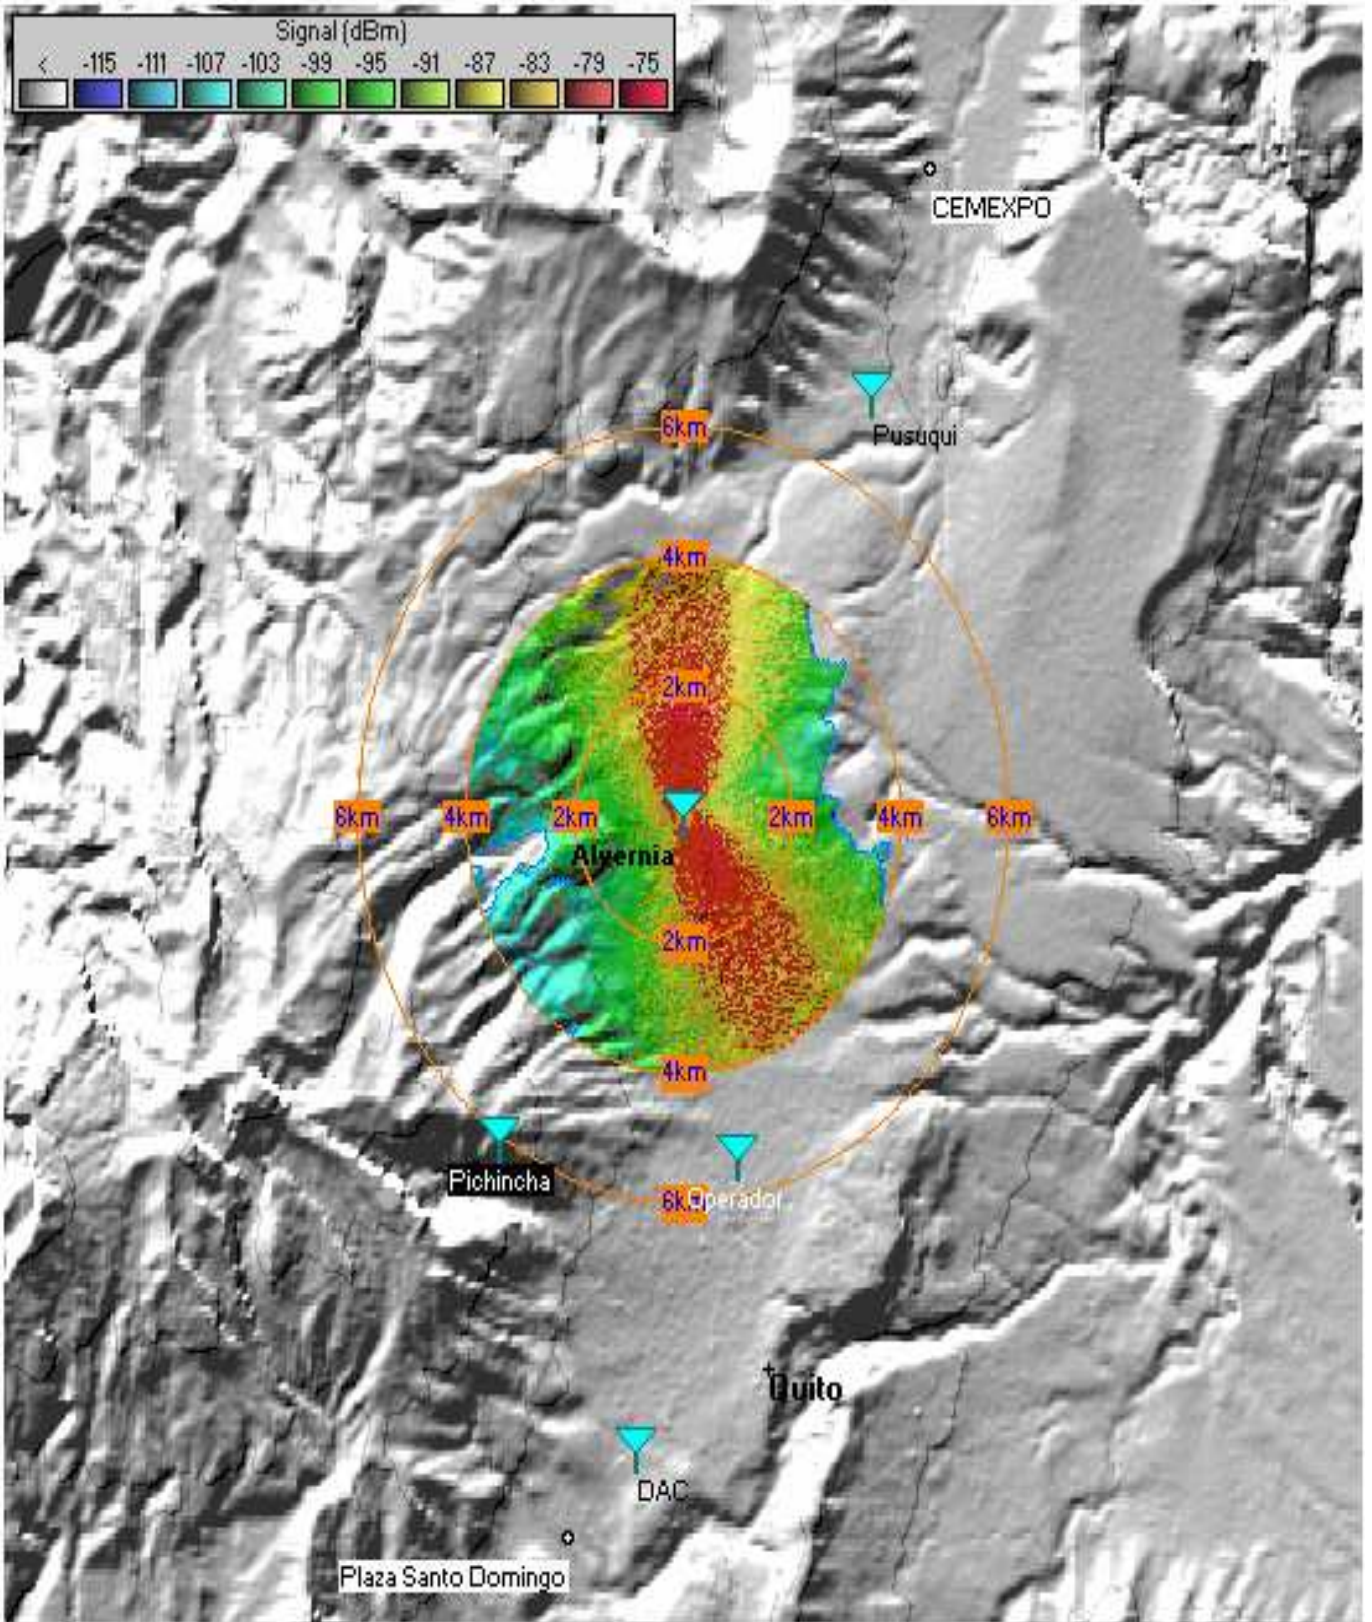 Signal (dBm)
< -115 -111 -107 -103 -99 -95 -91 -87 -83 -79 -75
CEMEXPO
6km
Pusuqui
4km
2km
6km 4km 2km 2km 4km 6km
Alvernia
2km
4km
Pichincha
6km Operador
Quito
DAC
Plaza Santo Domingo